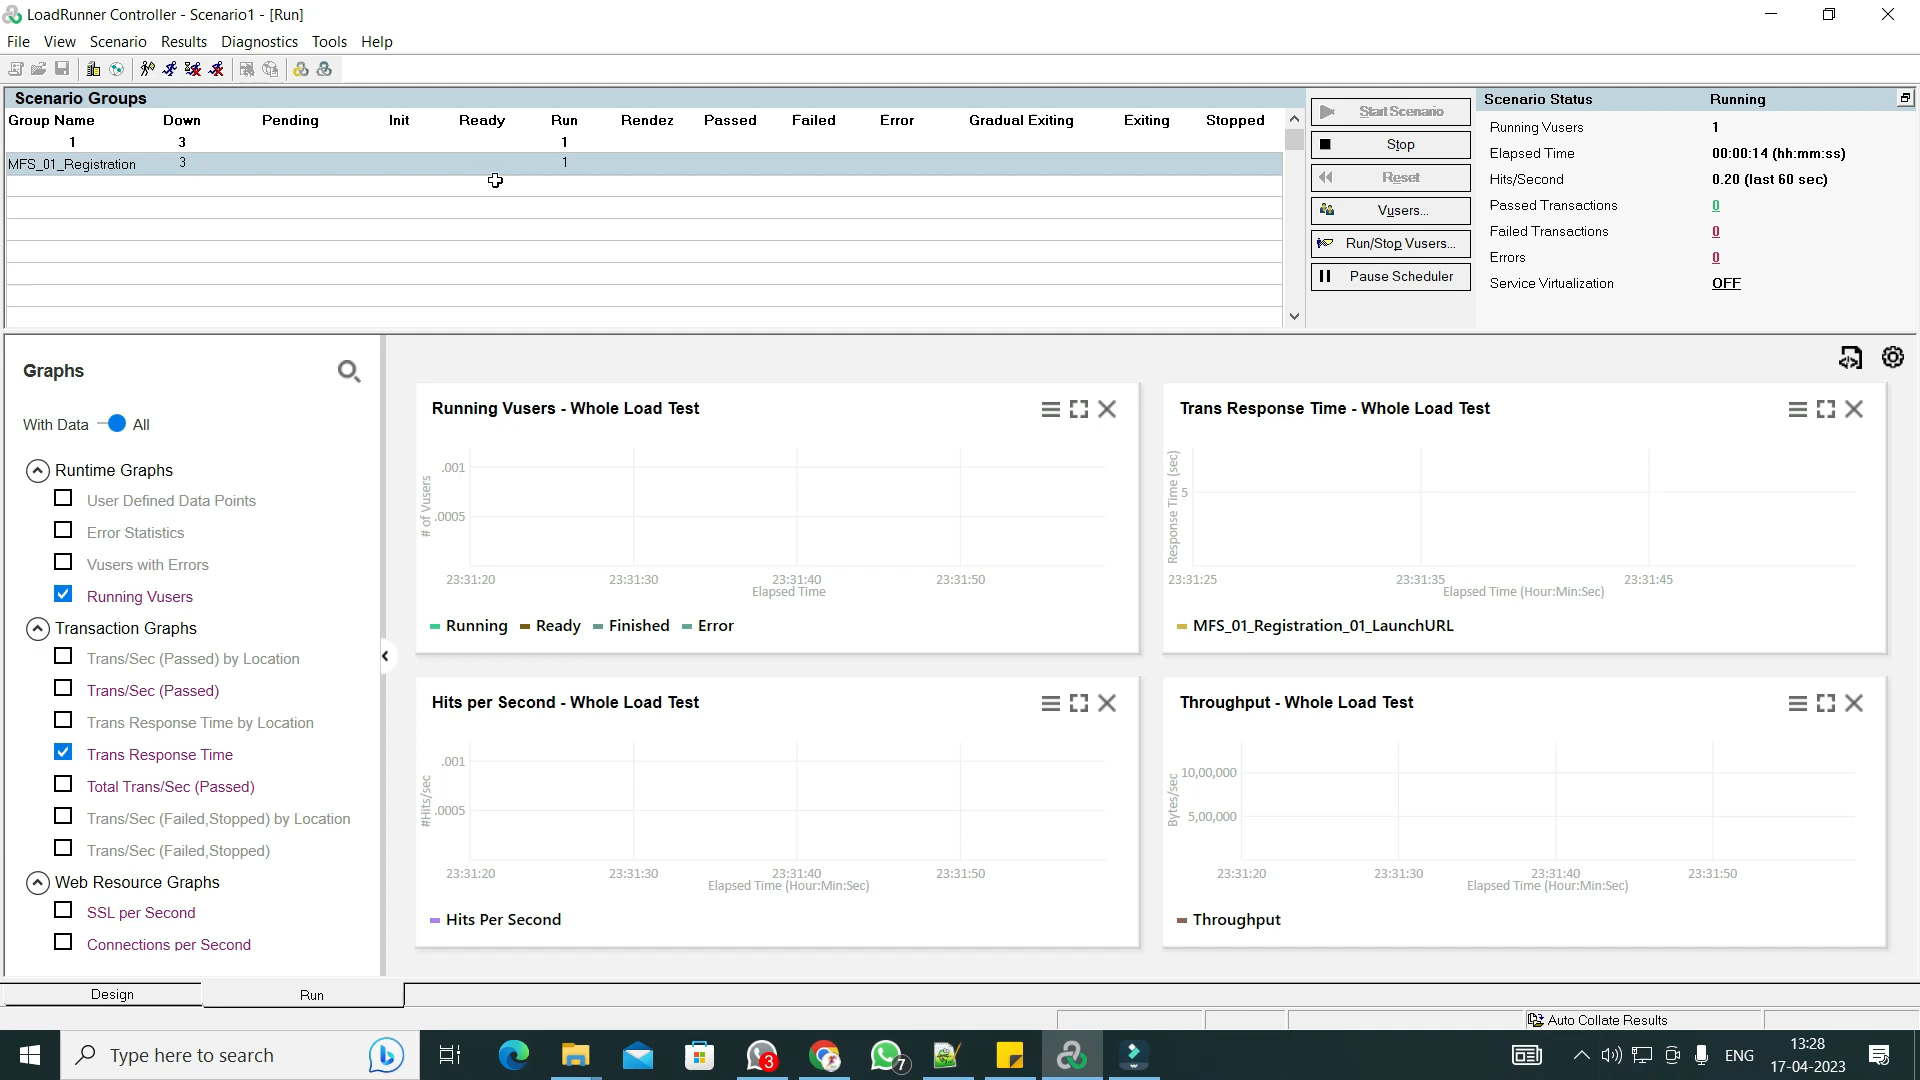 LoadRunner Controller - Scenario1 - [Run]
File View Scenario Results Diagnostics Tools Help
Scenario Groups
Group Name Down Pending Init Ready Run Rendez Passed Failed Error Gradual Exiting Exiting Stopped
1 3 1
MFS_01_Registration 3 1
Start Scenario
Stop
Reset
Vusers...
Run/Stop Vusers...
Pause Scheduler
Scenario Status Running
Running Vusers 1
Elapsed Time 00:00:14 (hh:mm:ss)
Hits/Second 0.20 (last 60 sec)
Passed Transactions 0
Failed Transactions 0
Errors 0
Service Virtualization OFF
Graphs
With Data All
Runtime Graphs
User Defined Data Points
Error Statistics
Vusers with Errors
Running Vusers
Transaction Graphs
Trans/Sec (Passed) by Location
Trans/Sec (Passed)
Trans Response Time by Location
Trans Response Time
Total Trans/Sec (Passed)
Trans/Sec (Failed,Stopped) by Location
Trans/Sec (Failed,Stopped)
Web Resource Graphs
SSL per Second
Connections per Second
Running Vusers - Whole Load Test
# of Vusers
.001
.0005
23:31:20 23:31:30 23:31:40 23:31:50
Elapsed Time
Running Ready Finished Error
Trans Response Time - Whole Load Test
Response Time (sec)
5
23:31:25 23:31:35 23:31:45
Elapsed Time (Hour:Min:Sec)
MFS_01_Registration_01_LaunchURL
Hits per Second - Whole Load Test
#Hits/sec
.001
.0005
23:31:20 23:31:30 23:31:40 23:31:50
Elapsed Time (Hour:Min:Sec)
Hits Per Second
Throughput - Whole Load Test
Bytes/sec
10,00,000
5,00,000
23:31:20 23:31:30 23:31:40 23:31:50
Elapsed Time (Hour:Min:Sec)
Throughput
Design Run
Auto Collate Results
Type here to search
3
7
ENG
13:28
17-04-2023